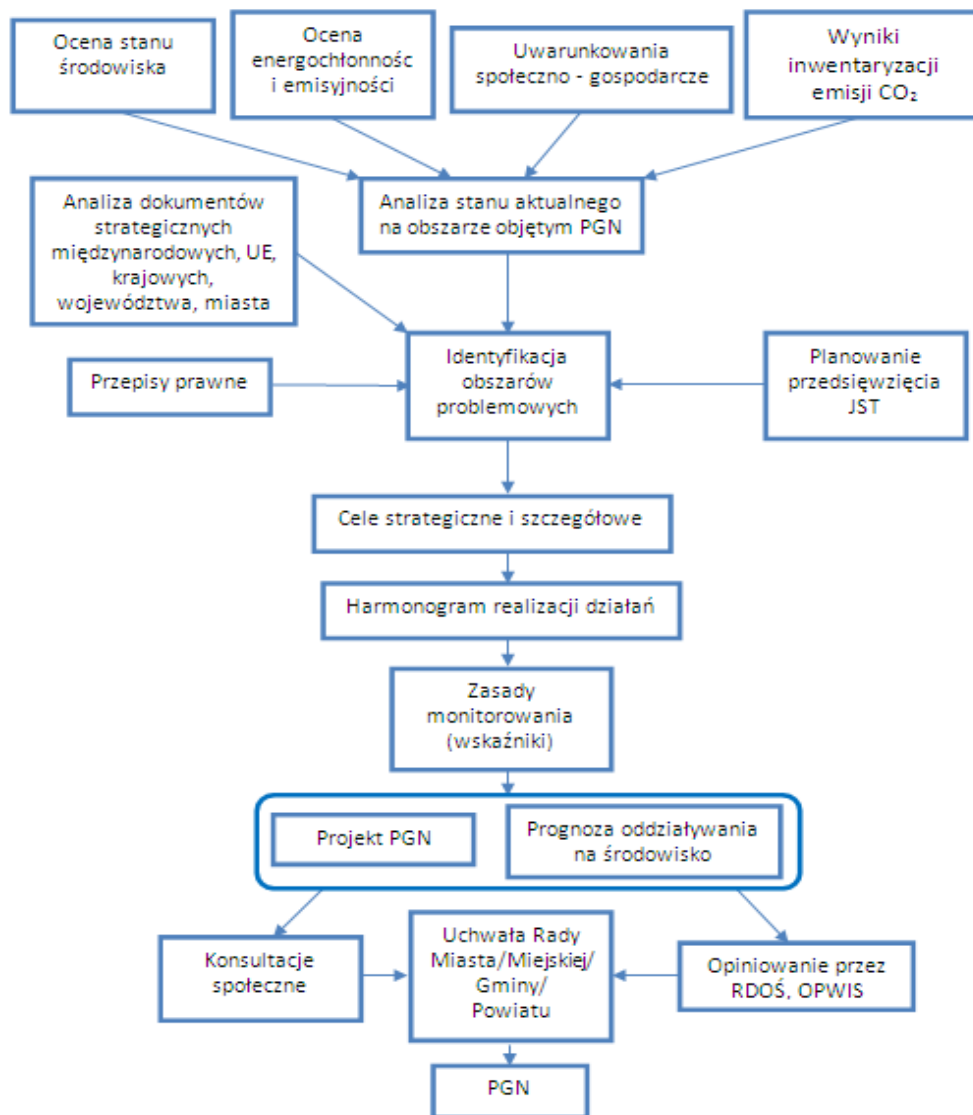 Ocena stanu
środowiska
Ocena
energochłonnośc
i emisyjności
Uwarunkowania
społeczno - gospodarcze
Wyniki
inwentaryzacji
emisji CO₂
Analiza dokumentów
strategicznych
międzynarodowych, UE,
krajowych,
województwa, miasta
Analiza stanu aktualnego
na obszarze objętym PGN
Przepisy prawne
Identyfikacja
obszarów
problemowych
Planowanie
przedsięwzięcia
JST
Cele strategiczne i szczegółowe
Harmonogram realizacji działań
Zasady
monitorowania
(wskaźniki)
Projekt PGN
Prognoza oddziaływania
na środowisko
Konsultacje
społeczne
Uchwała Rady
Miasta/Miejskiej/
Gminy/
Powiatu
Opiniowanie przez
RDOŚ, OPWIS
PGN